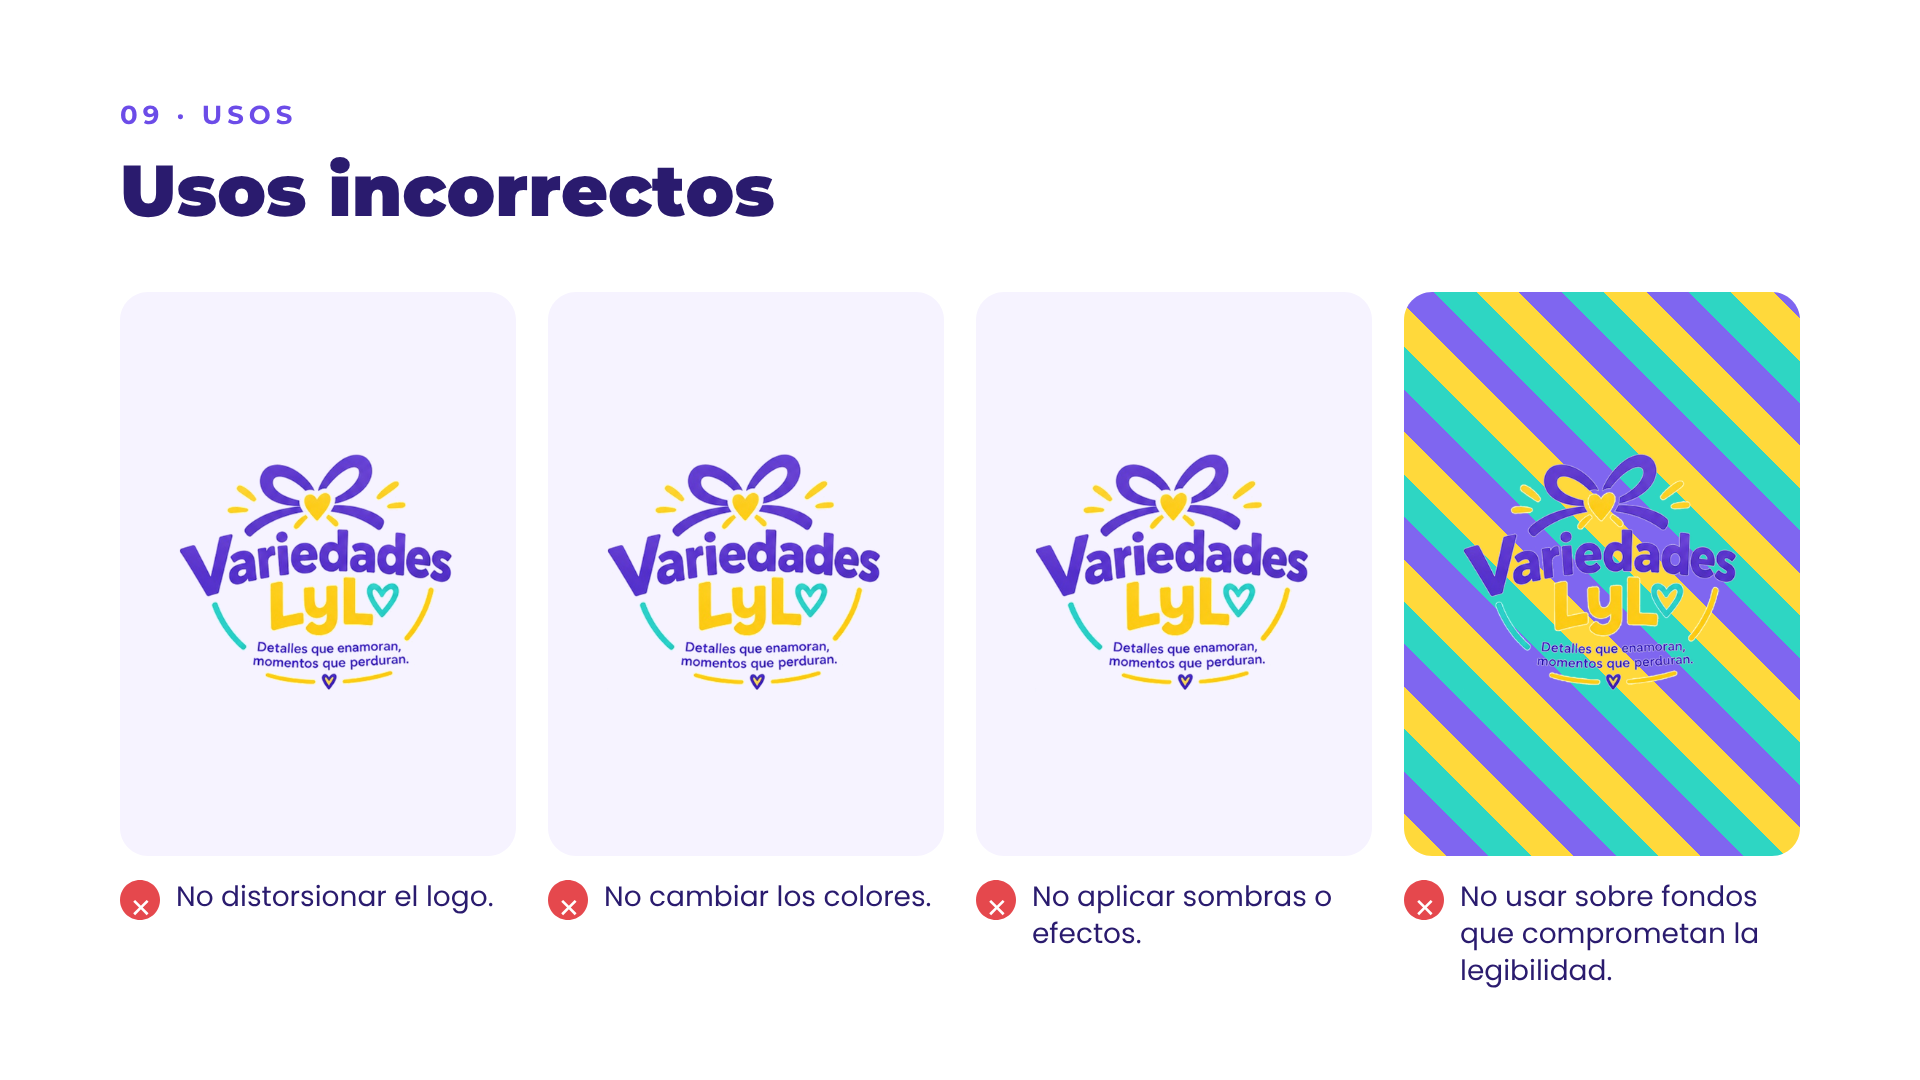 09 · USOS
Usos incorrectos
Variedades
LyL
Detalles que enamoran,
momentos que perduran.
Variedades
LyL
Detalles que enamoran,
momentos que perduran.
Variedades
LyL
Detalles que enamoran,
momentos que perduran.
Variedades
LyL
Detalles que enamoran,
momentos que perduran.
No distorsionar el logo.
No cambiar los colores.
No aplicar sombras o
efectos.
No usar sobre fondos
que comprometan la
legibilidad.